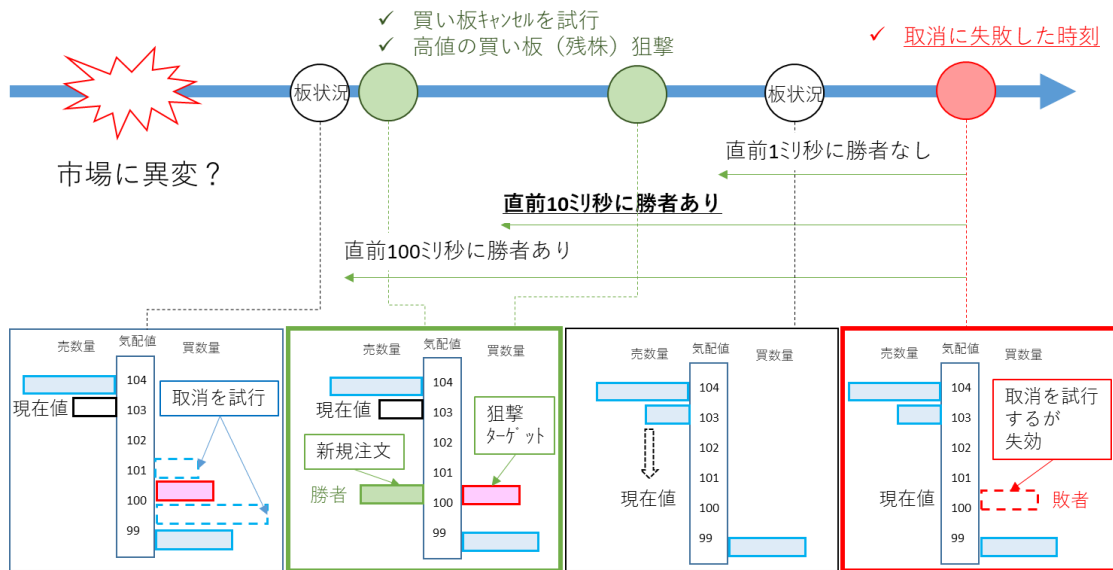 ✓ 買い板ｷｬﾝｾﾙを試行
✓ 高値の買い板（残株）狙撃
✓ 取消に失敗した時刻
板状況
板状況
市場に異変？
直前1ﾐﾘ秒に勝者なし
直前10ﾐﾘ秒に勝者あり
直前100ﾐﾘ秒に勝者あり
売数量 気配値 買数量
104
現在値 103
102
101
100
99
取消を試行
売数量 気配値 買数量
104
現在値 103
102
101
100
99
新規注文
勝者
狙撃
ﾀｰｹﾞｯﾄ
売数量 気配値 買数量
104
103
102
101
現在値 100
99
売数量 気配値 買数量
104
103
102
101
現在値 100
99
取消を試行
するが
失効
敗者